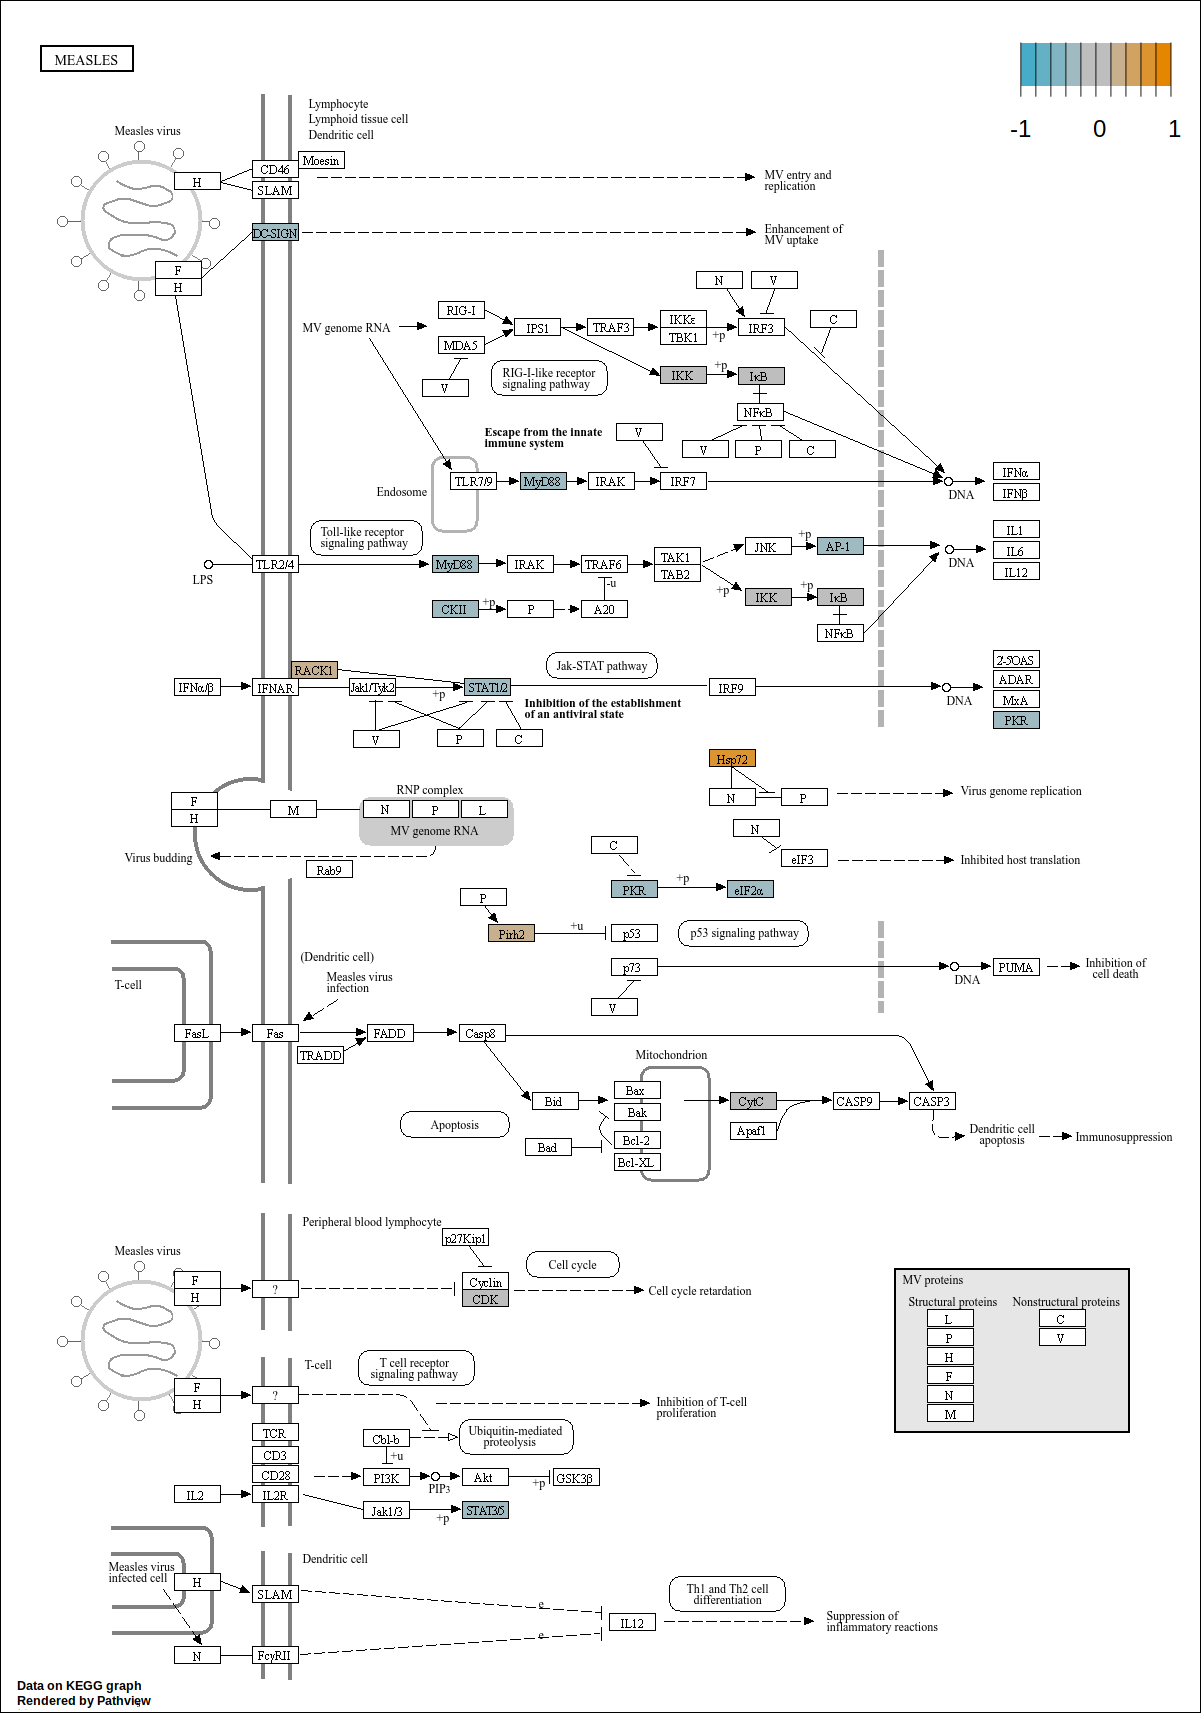 MEASLES
-1 0 1
Lymphocyte
Lymphoid tissue cell
Dendritic cell
Measles virus
Moesin
CD46
H
SLAM
MV entry and
replication
DC-SIGN
Enhancement of
MV uptake
F
H
N
V
RIG-I
IKKε
C
MV genome RNA
IPS1
TRAF3
IRF3
TBK1
+p
MDA5
RIG-I-like receptor
signaling pathway
IKK
+p
IκB
V
NFκB
Escape from the innate
immune system
V
V
P
C
TLR7/9
MyD88
IRAK
IRF7
IFNα
Endosome
DNA
IFNβ
Toll-like receptor
signaling pathway
IL1
+p
JNK
AP-1
IL6
TLR2/4
MyD88
IRAK
TRAF6
TAK1
TAB2
DNA
IL12
LPS
-u
+p
+p
IKK
IκB
CKII
+p
P
A20
NFκB
RACK1
Jak-STAT pathway
2'-5'OAS
IFNα/β
IFNAR
Jak1/Tyk2
+p
STAT1/2
IRF9
ADAR
DNA
MxA
Inhibition of the establishment
of an antiviral state
PKR
V
P
C
Hsp72
RNP complex
N
P
Virus genome replication
F
H
M
N
P
L
MV genome RNA
N
C
eIF3
Inhibited host translation
Virus budding
Rab9
PKR
+p
eIF2α
P
Pirh2
+u
p53
p53 signaling pathway
(Dendritic cell)
p73
DNA
PUMA
Inhibition of
cell death
T-cell
Measles virus
infection
V
FasL
Fas
FADD
Casp8
TRADD
Mitochondrion
Bax
Bid
Bak
CytC
CASP9
CASP3
Apoptosis
Bcl-2
Apaf1
Dendritic cell
apoptosis
Immunosuppression
Bad
Bcl-XL
Peripheral blood lymphocyte
p27Kip1
Measles virus
Cell cycle
F
H
?
Cyclin
CDK
Cell cycle retardation
MV proteins
Structural proteins
Nonstructural proteins
L
C
P
V
H
F
N
M
T-cell
T cell receptor
signaling pathway
F
H
?
Inhibition of T-cell
proliferation
TCR
Cbl-b
Ubiquitin-mediated
proteolysis
CD3
+u
CD28
PI3K
PIP3
Akt
+p
GSK3β
IL2
IL2R
Jak1/3
+p
STAT3/5
Dendritic cell
Measles virus
infected cell
H
SLAM
e
Th1 and Th2 cell
differentiation
IL12
Suppression of
inflammatory reactions
e
N
FcγRII
Data on KEGG graph
Rendered by Pathview